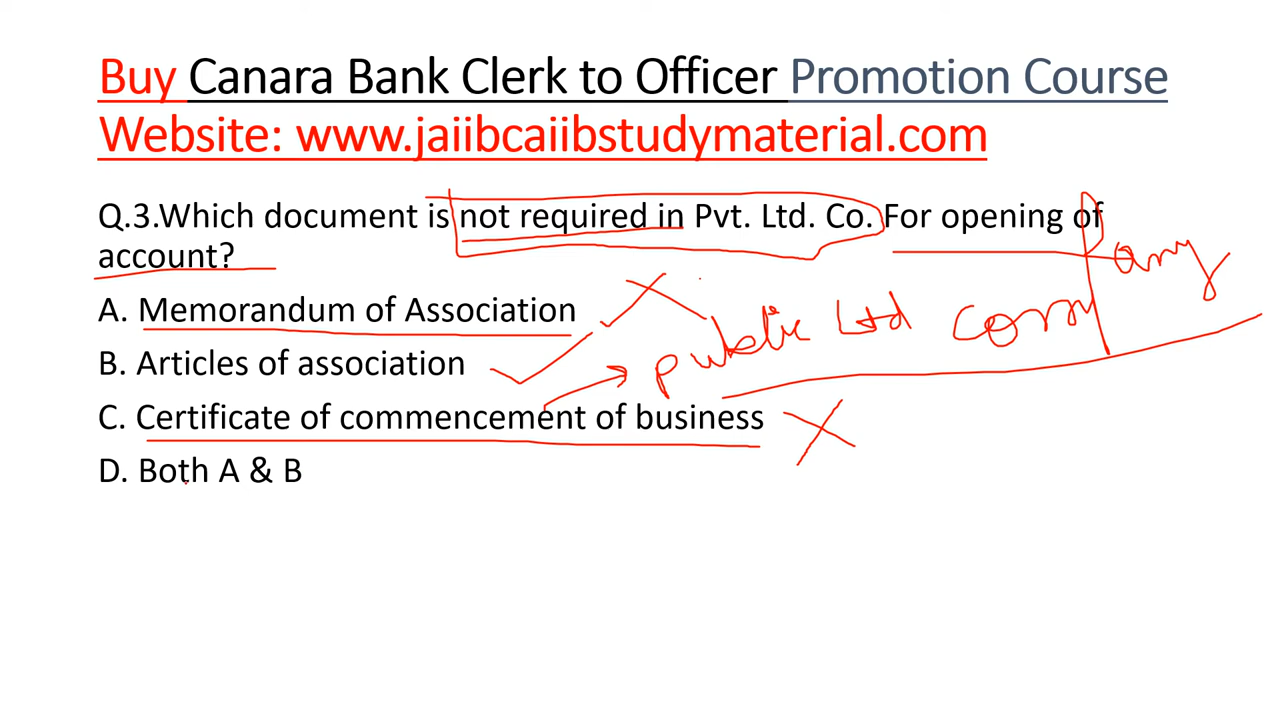 Buy Canara Bank Clerk to Officer Promotion Course
Website: www.jaiibcaiibstudymaterial.com
Q.3.Which document is not required in Pvt. Ltd. Co. For opening of
account?
A. Memorandum of Association
B. Articles of association
public Ltd company
C. Certificate of commencement of business
D. Both A & B